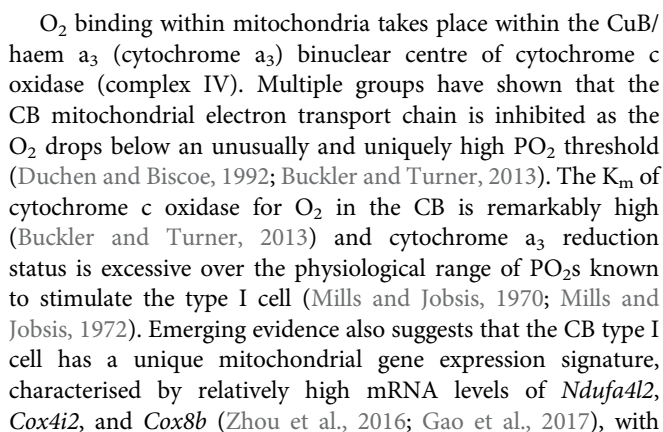 O₂ binding within mitochondria takes place within the CuB/
haem a₃ (cytochrome a₃) binuclear centre of cytochrome c
oxidase (complex IV). Multiple groups have shown that the
CB mitochondrial electron transport chain is inhibited as the
O₂ drops below an unusually and uniquely high PO₂ threshold
(Duchen and Biscoe, 1992; Buckler and Turner, 2013). The Kₘ of
cytochrome c oxidase for O₂ in the CB is remarkably high
(Buckler and Turner, 2013) and cytochrome a₃ reduction
status is excessive over the physiological range of PO₂s known
to stimulate the type I cell (Mills and Jobsis, 1970; Mills and
Jobsis, 1972). Emerging evidence also suggests that the CB type I
cell has a unique mitochondrial gene expression signature,
characterised by relatively high mRNA levels of Ndufa4l2,
Cox4i2, and Cox8b (Zhou et al., 2016; Gao et al., 2017), with